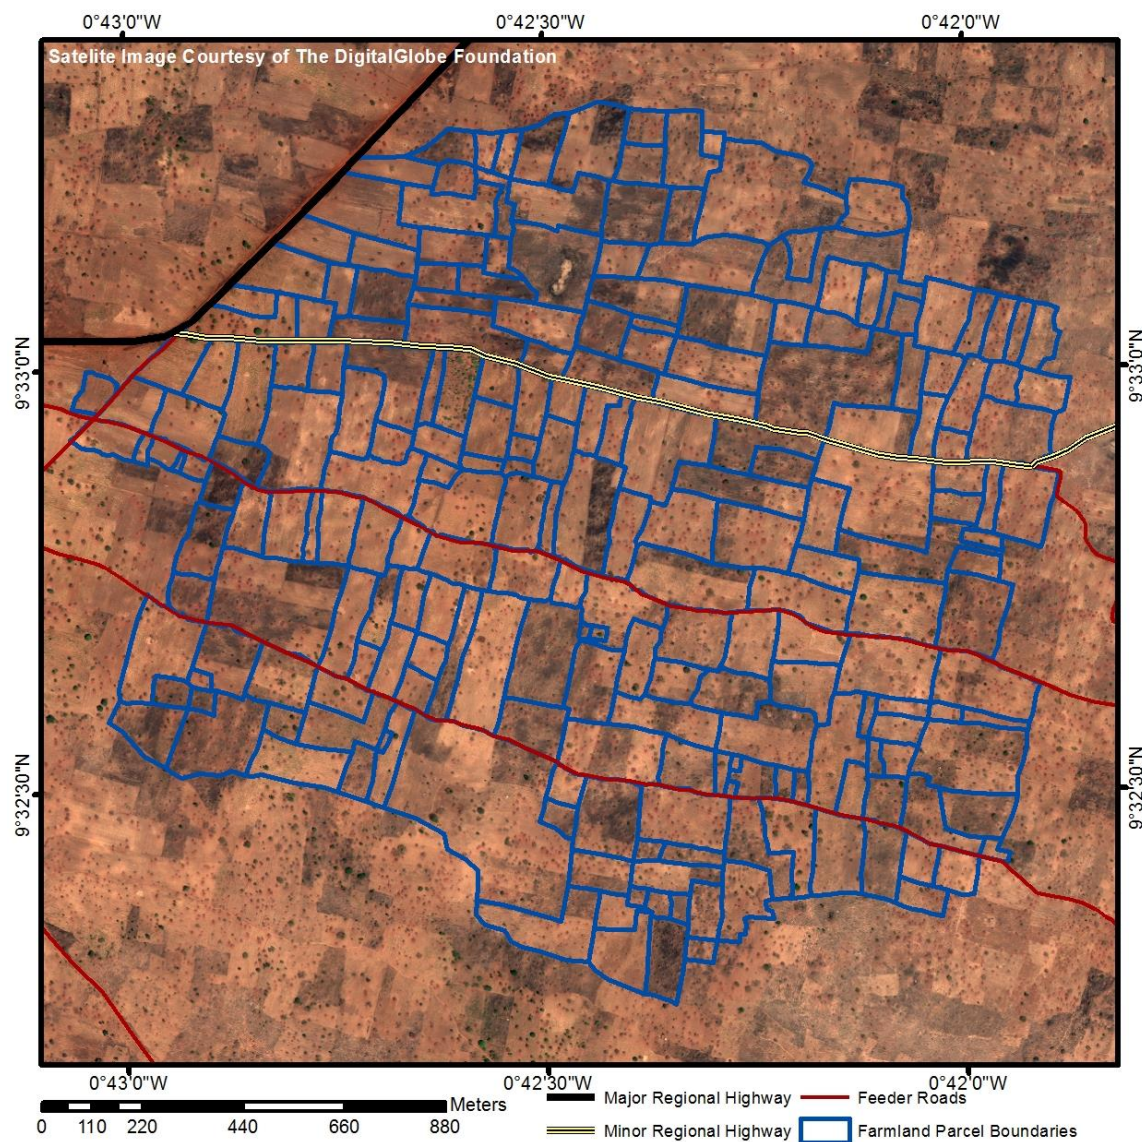 0°43'0"W 0°42'30"W 0°42'0"W
Satelite Image Courtesy of The DigitalGlobe Foundation
9°33'0"N 9°33'0"N
9°32'30"N 9°32'30"N
0°43'0"W 0°42'30"W 0°42'0"W
Meters
0 110 220 440 660 880
Major Regional Highway Feeder Roads
Minor Regional Highway Farmland Parcel Boundaries